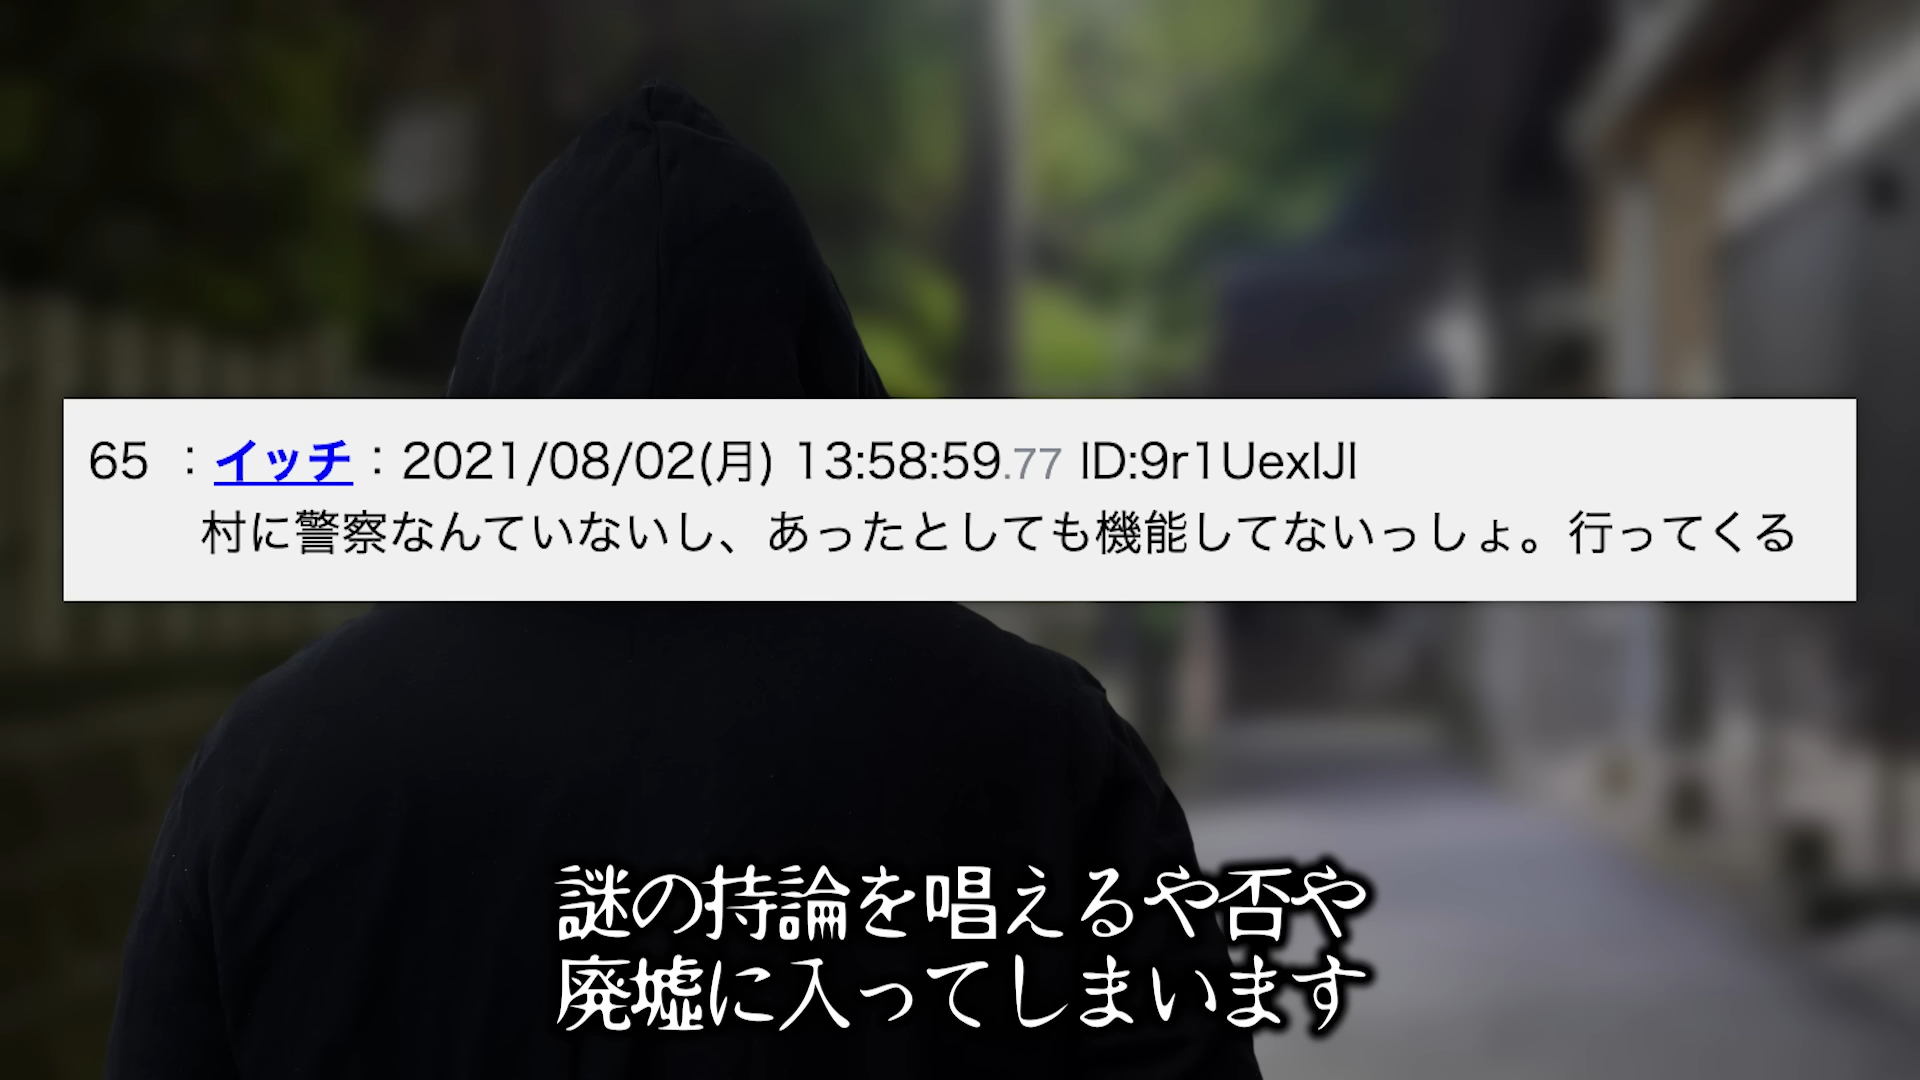 65 ：イッチ：2021/08/02(月) 13:58:59.77 ID:9r1UexlJl
村に警察なんていないし、あったとしても機能してないっしょ。行ってくる
謎の持論を唱えるや否や
廃墟に入ってしまいます